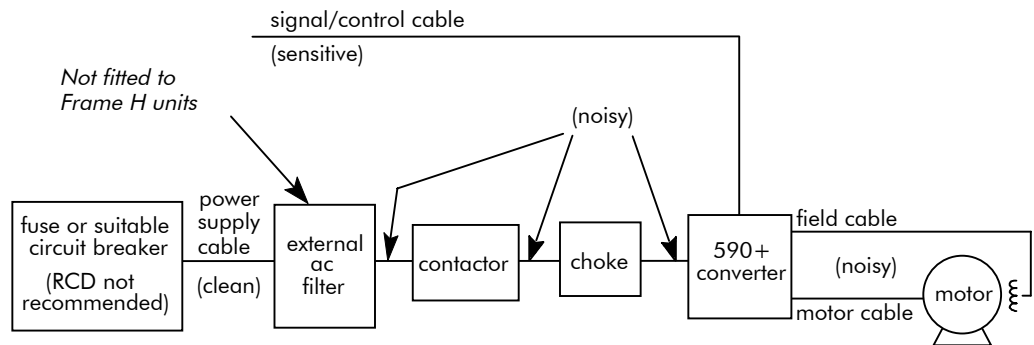 signal/control cable
(sensitive)
Not fitted to
Frame H units
(noisy)
fuse or suitable
circuit breaker
(RCD not
recommended)
power
supply
cable
(clean)
external
ac
filter
contactor
choke
590+
converter
field cable
(noisy)
motor cable
motor